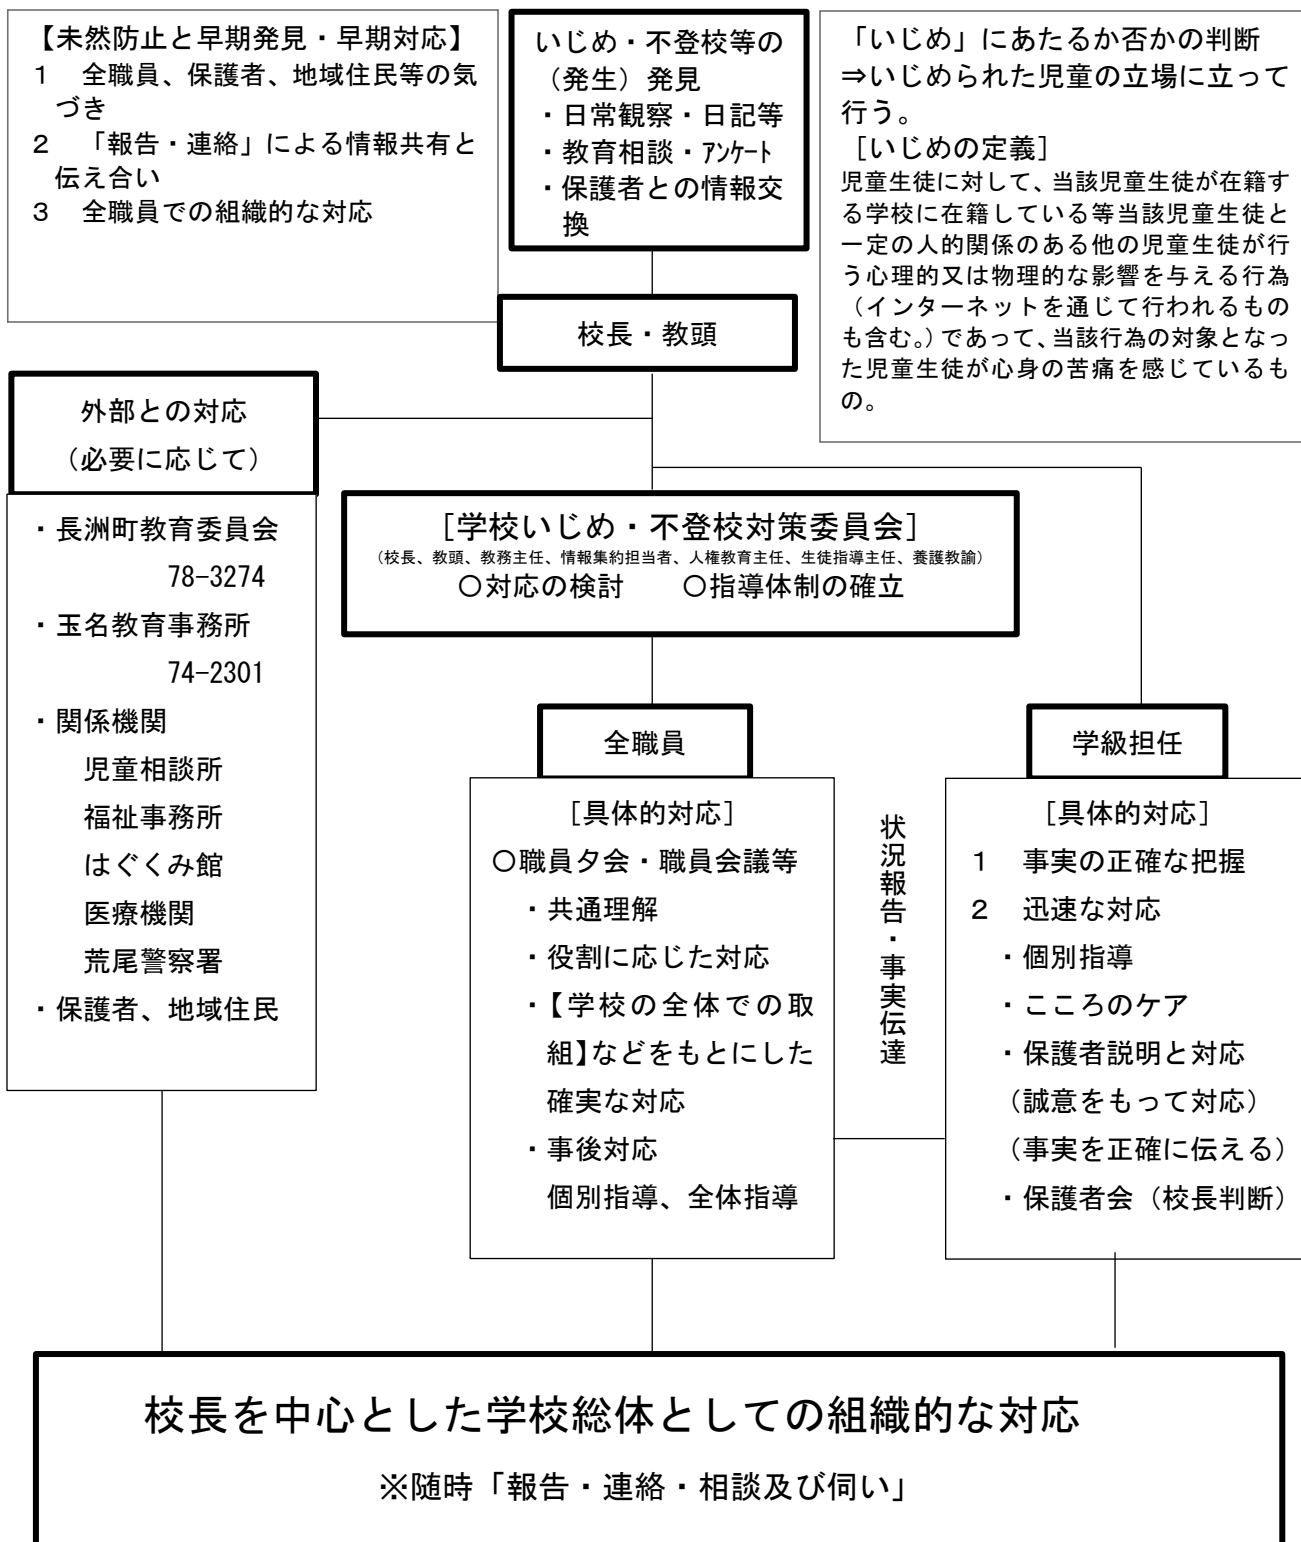 【未然防止と早期発見・早期対応】
１　全職員、保護者、地域住民等の気
づき
２　「報告・連絡」による情報共有と
伝え合い
３　全職員での組織的な対応
いじめ・不登校等の
（発生）発見
・日常観察・日記等
・教育相談・ｱﾝｹｰﾄ
・保護者との情報交
換
「いじめ」にあたるか否かの判断
⇒いじめられた児童の立場に立って
行う。
［いじめの定義］
児童生徒に対して、当該児童生徒が在籍す
る学校に在籍している等当該児童生徒と
一定の人的関係のある他の児童生徒が行
う心理的又は物理的な影響を与える行為
（インターネットを通じて行われるもの
も含む。）であって、当該行為の対象となっ
た児童生徒が心身の苦痛を感じているも
の。
校長・教頭
外部との対応
（必要に応じて）
・長洲町教育委員会
78-3274
・玉名教育事務所
74-2301
・関係機関
児童相談所
福祉事務所
はぐくみ館
医療機関
荒尾警察署
・保護者、地域住民
［学校いじめ・不登校対策委員会］
（校長、教頭、教務主任、情報集約担当者、人権教育主任、生徒指導主任、養護教諭）
○対応の検討　　○指導体制の確立
全職員
［具体的対応］
○職員夕会・職員会議等
・共通理解
・役割に応じた対応
・【学校の全体での取
組】などをもとにした
確実な対応
・事後対応
個別指導、全体指導
状況報告・事実伝達
学級担任
［具体的対応］
１　事実の正確な把握
２　迅速な対応
・個別指導
・こころのケア
・保護者説明と対応
（誠意をもって対応）
（事実を正確に伝える）
・保護者会（校長判断）
校長を中心とした学校総体としての組織的な対応
※随時「報告・連絡・相談及び伺い」